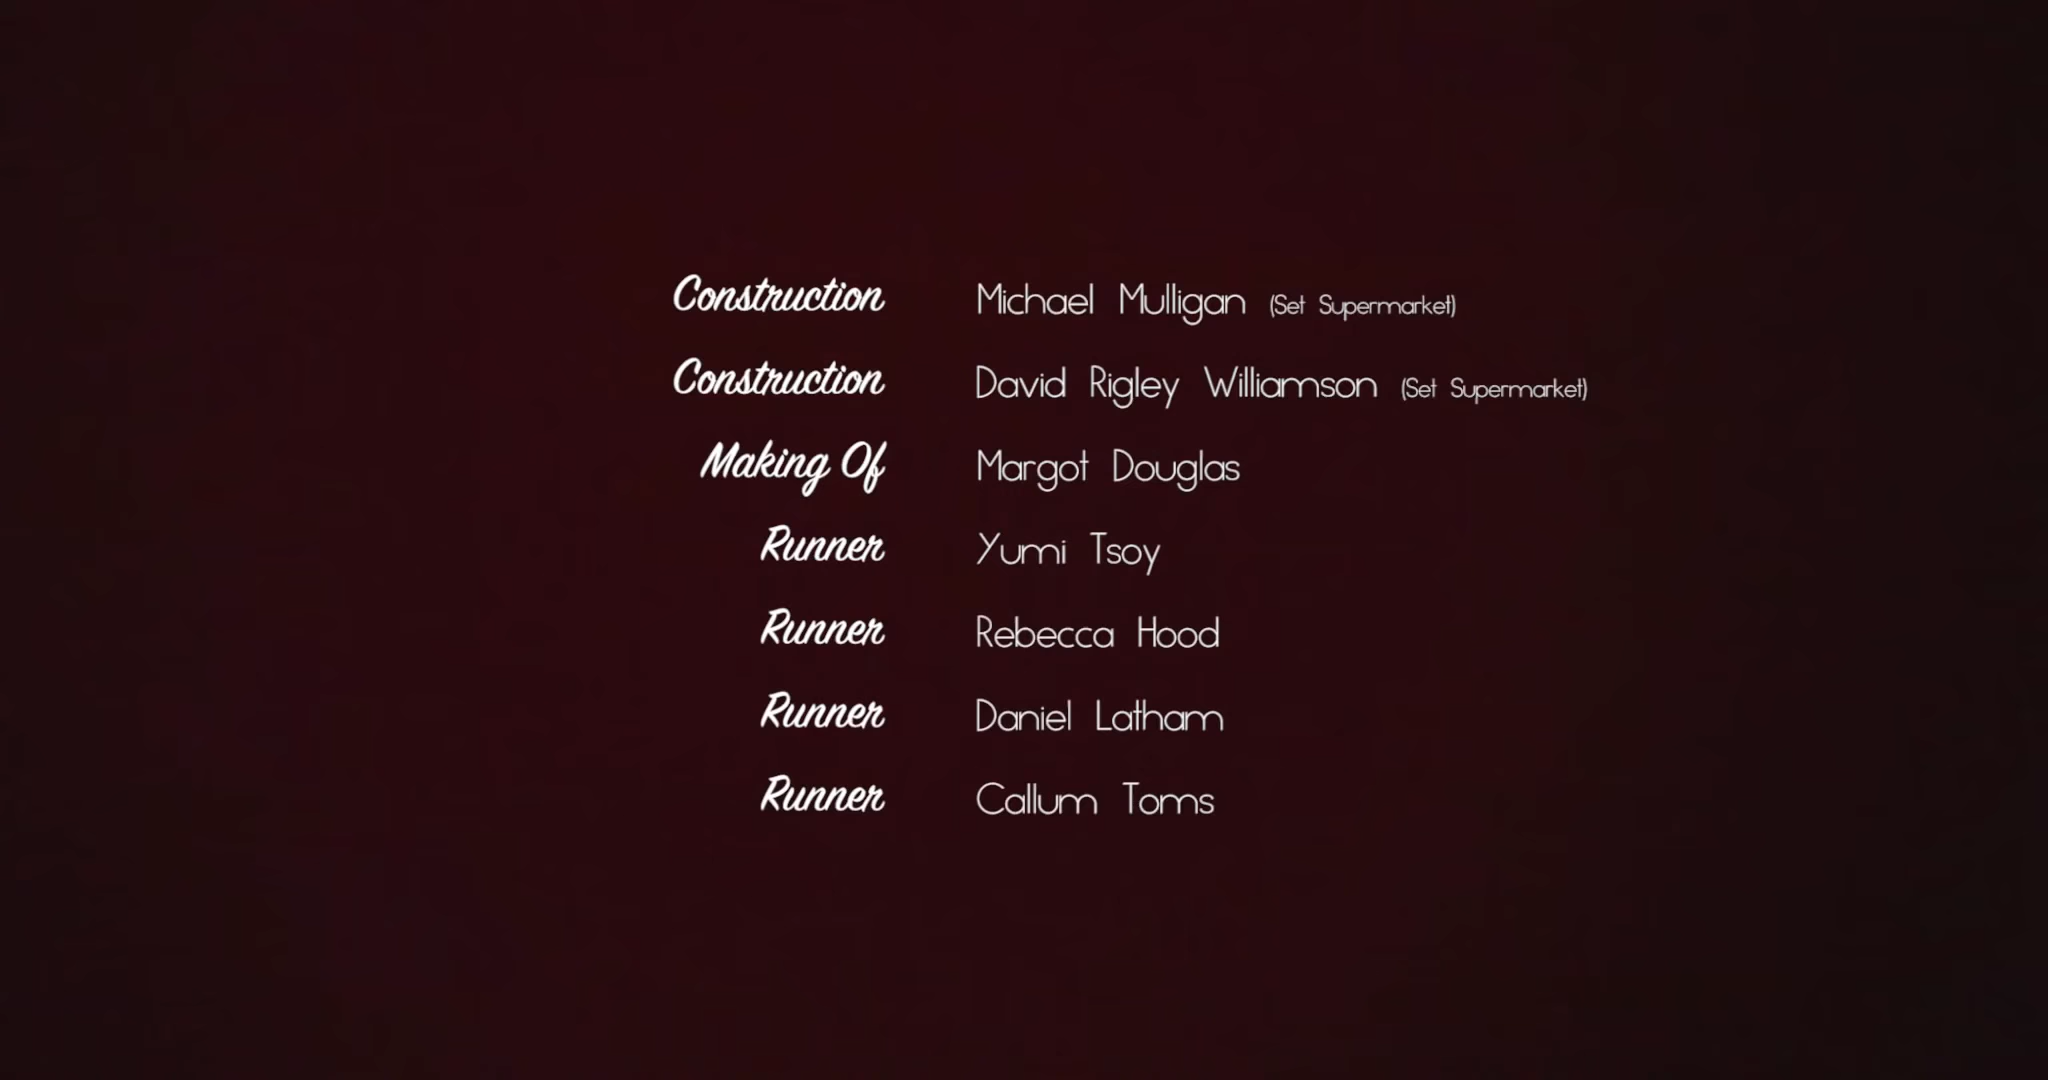 Construction Michael Mulligan (Set Supermarket)
Construction David Rigley Williamson (Set Supermarket)
Making Of Margot Douglas
Runner Yumi Tsoy
Runner Rebecca Hood
Runner Daniel Latham
Runner Callum Toms